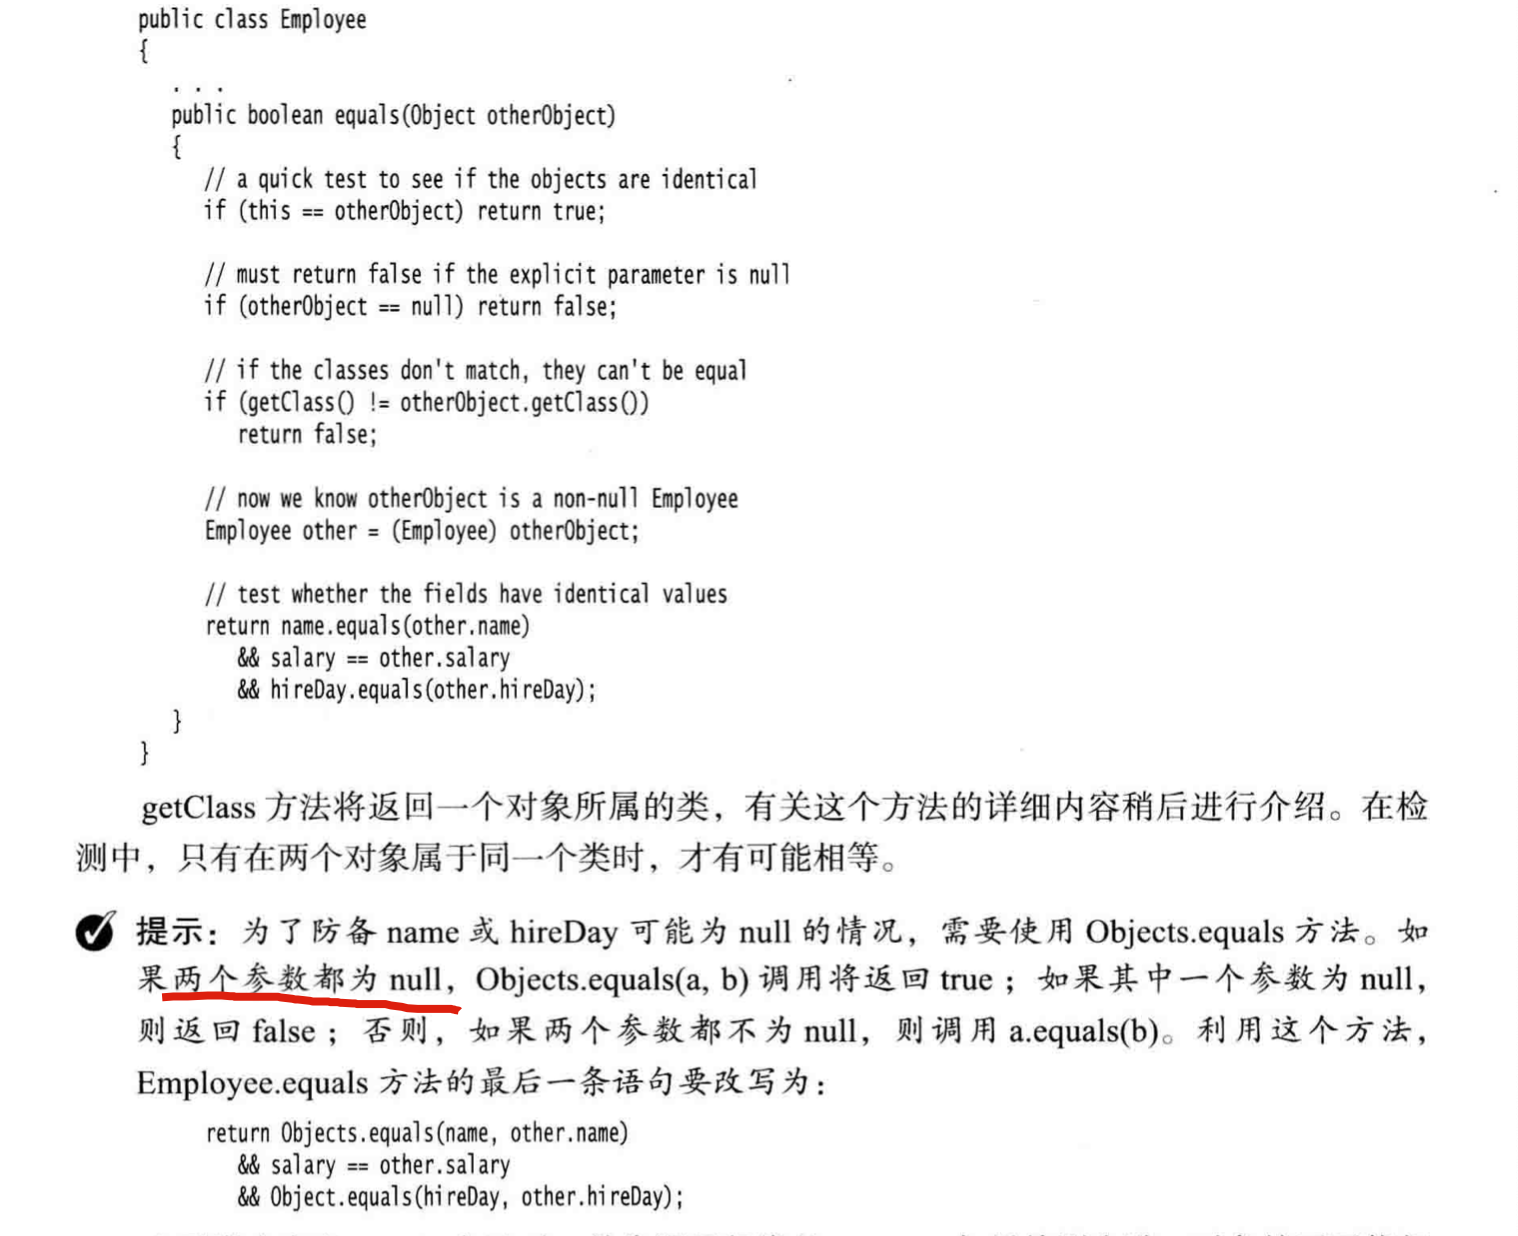 public class Employee
{
. . .
public boolean equals(Object otherObject)
{
// a quick test to see if the objects are identical
if (this == otherObject) return true;
// must return false if the explicit parameter is null
if (otherObject == null) return false;
// if the classes don't match, they can't be equal
if (getClass() != otherObject.getClass())
return false;
// now we know otherObject is a non-null Employee
Employee other = (Employee) otherObject;
// test whether the fields have identical values
return name.equals(other.name)
&& salary == other.salary
&& hireDay.equals(other.hireDay);
}
}
getClass 方法将返回一个对象所属的类，有关这个方法的详细内容稍后进行介绍。在检
测中，只有在两个对象属于同一个类时，才有可能相等。
提示：为了防备 name 或 hireDay 可能为 null 的情况，需要使用 Objects.equals 方法。如
果两个参数都为 null，Objects.equals(a, b) 调用将返回 true；如果其中一个参数为 null，
则返回 false；否则，如果两个参数都不为 null，则调用 a.equals(b)。利用这个方法，
Employee.equals 方法的最后一条语句要改写为：
return Objects.equals(name, other.name)
&& salary == other.salary
&& Object.equals(hireDay, other.hireDay);